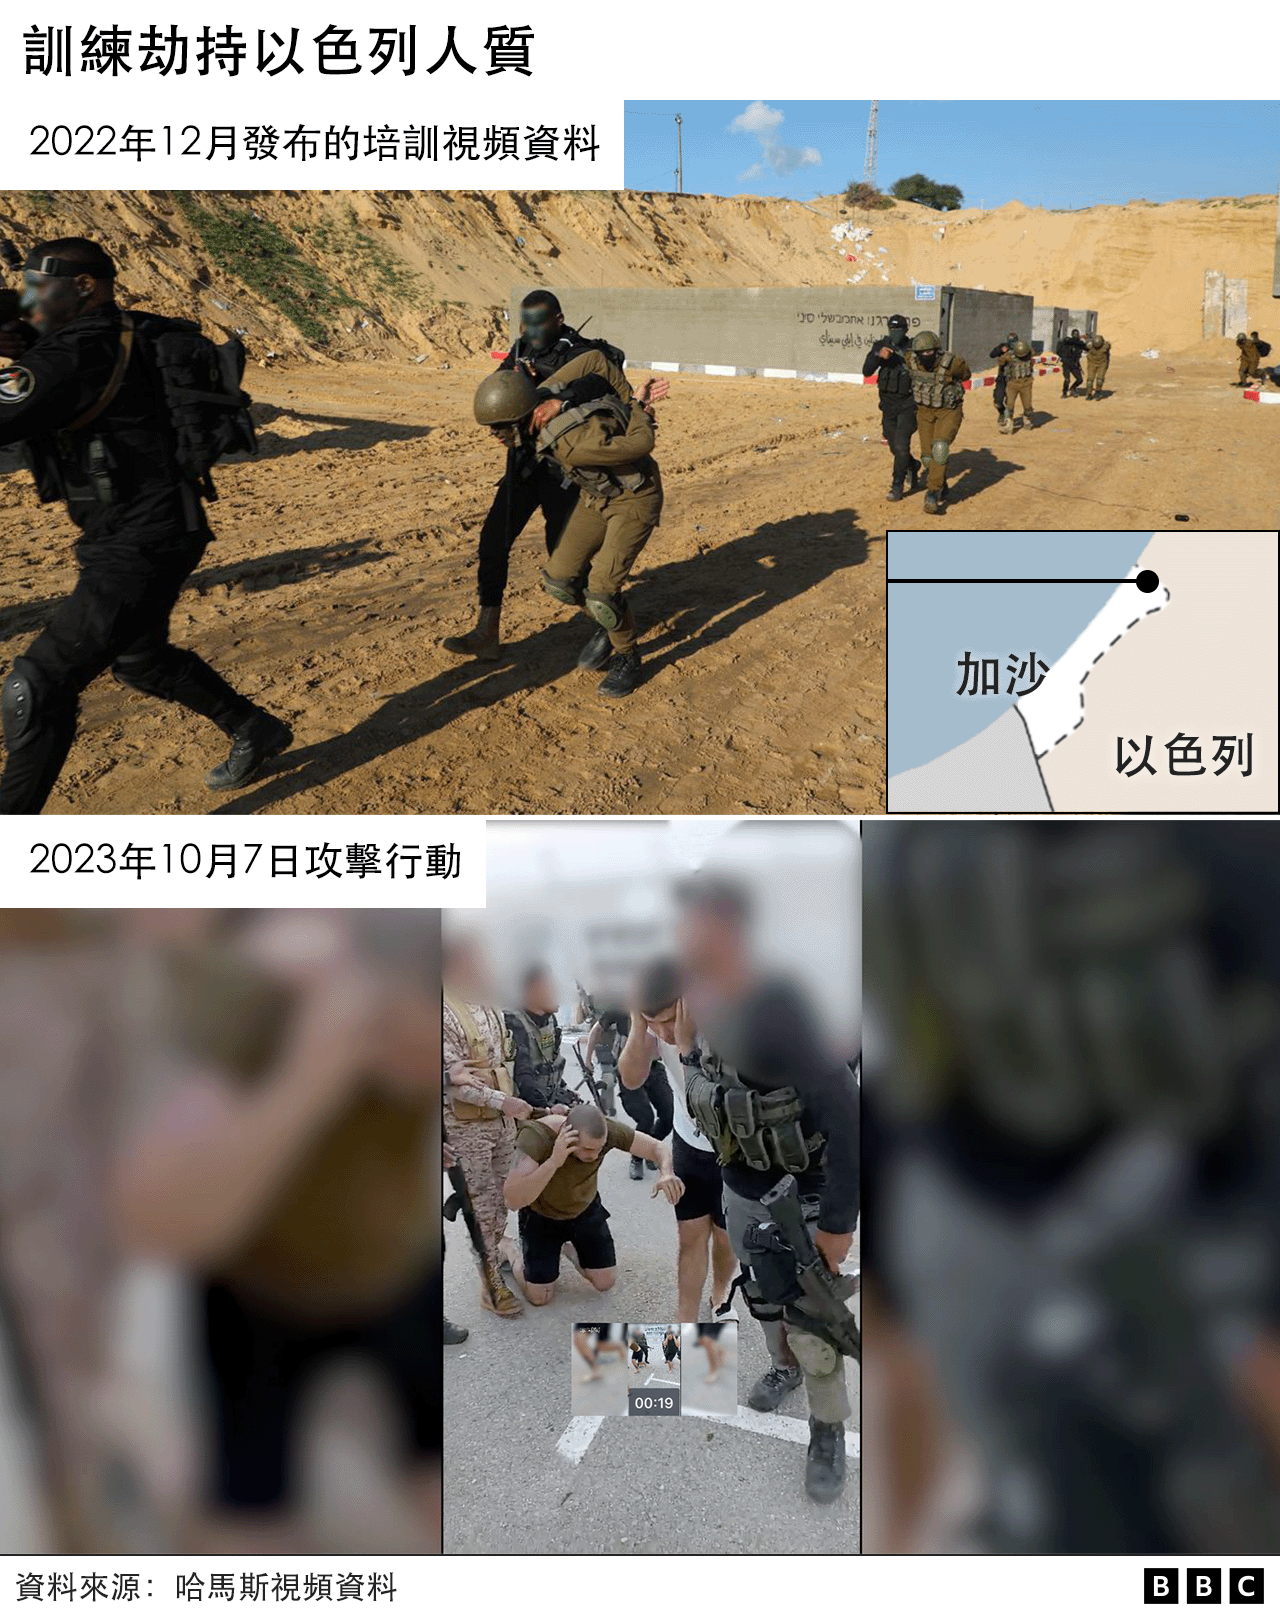 訓練劫持以色列人質
2022年12月發布的培訓視頻資料
加沙
以色列
2023年10月7日攻擊行動
00:19
資料來源：哈馬斯視頻資料
BBC